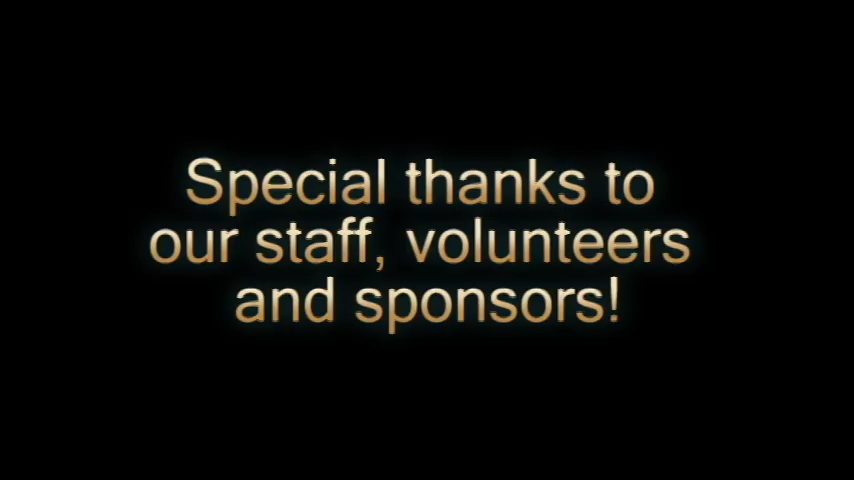 Special thanks to
our staff, volunteers
and sponsors!